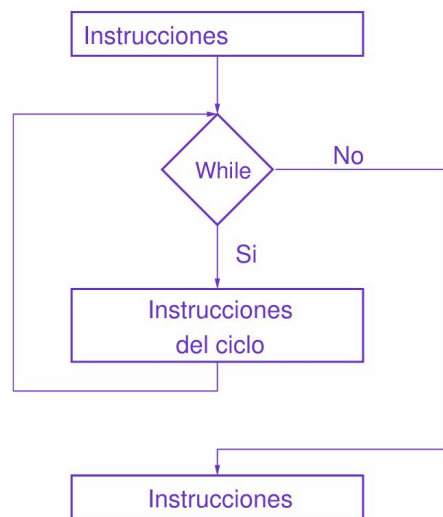 Instrucciones
While
No
Si
Instrucciones
del ciclo
Instrucciones